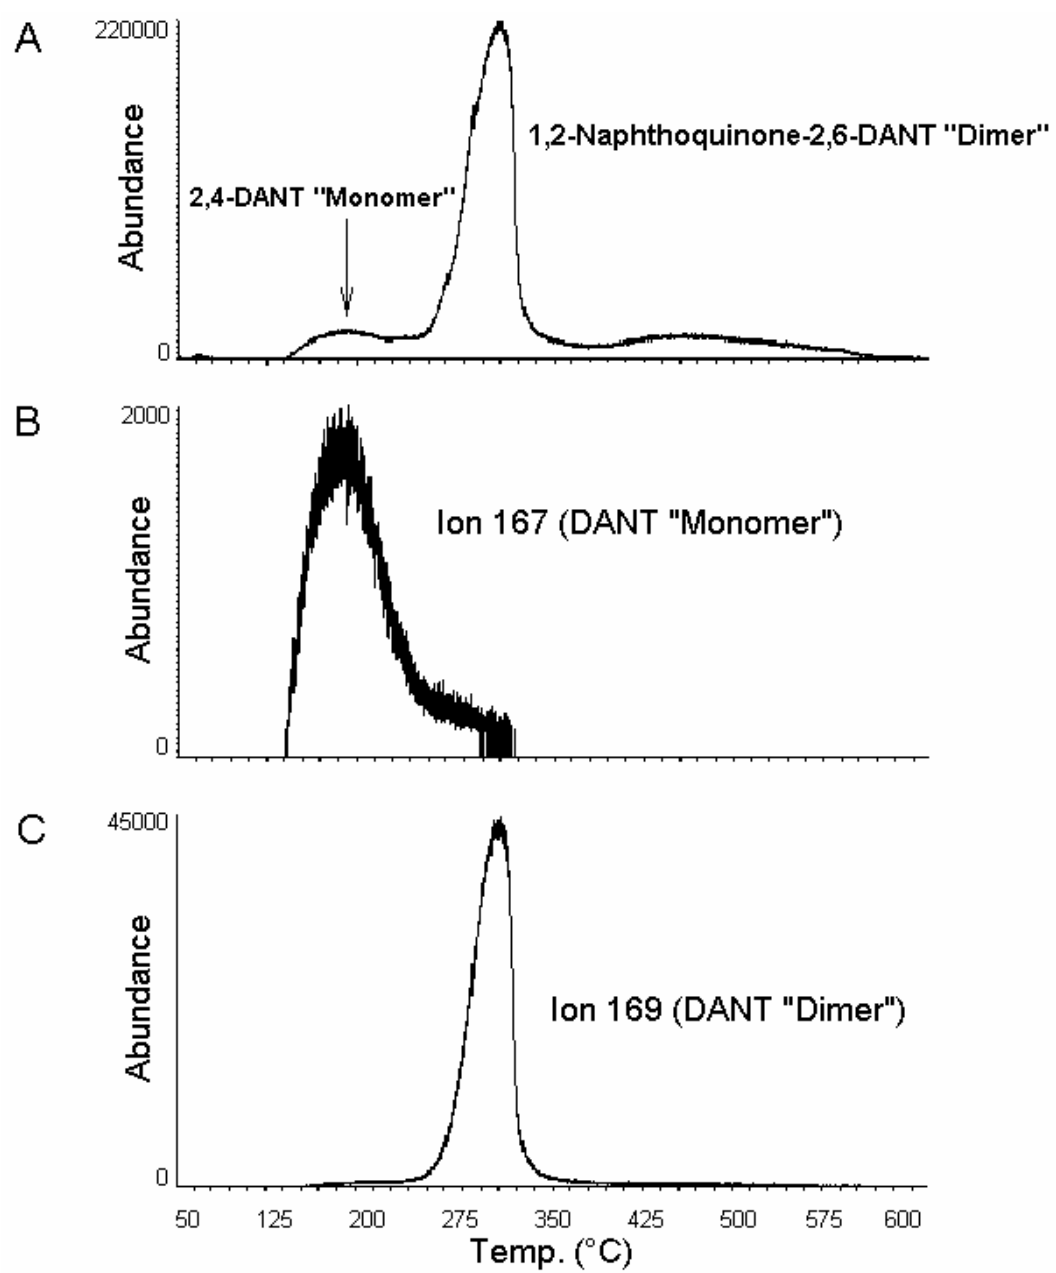 A
220000
Abundance
1,2-Naphthoquinone-2,6-DANT "Dimer"
2,4-DANT "Monomer"
0
B
2000
Abundance
Ion 167 (DANT "Monomer")
0
C
45000
Abundance
Ion 169 (DANT "Dimer")
0
50 125 200 275 350 425 500 575 600
Temp. (°C)